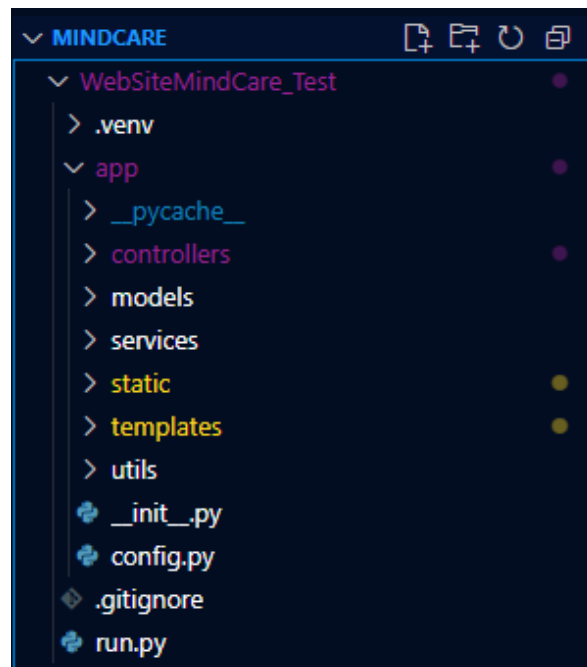 MINDCARE
WebSiteMindCare_Test
.venv
app
__pycache__
controllers
models
services
static
templates
utils
__init__.py
config.py
.gitignore
run.py